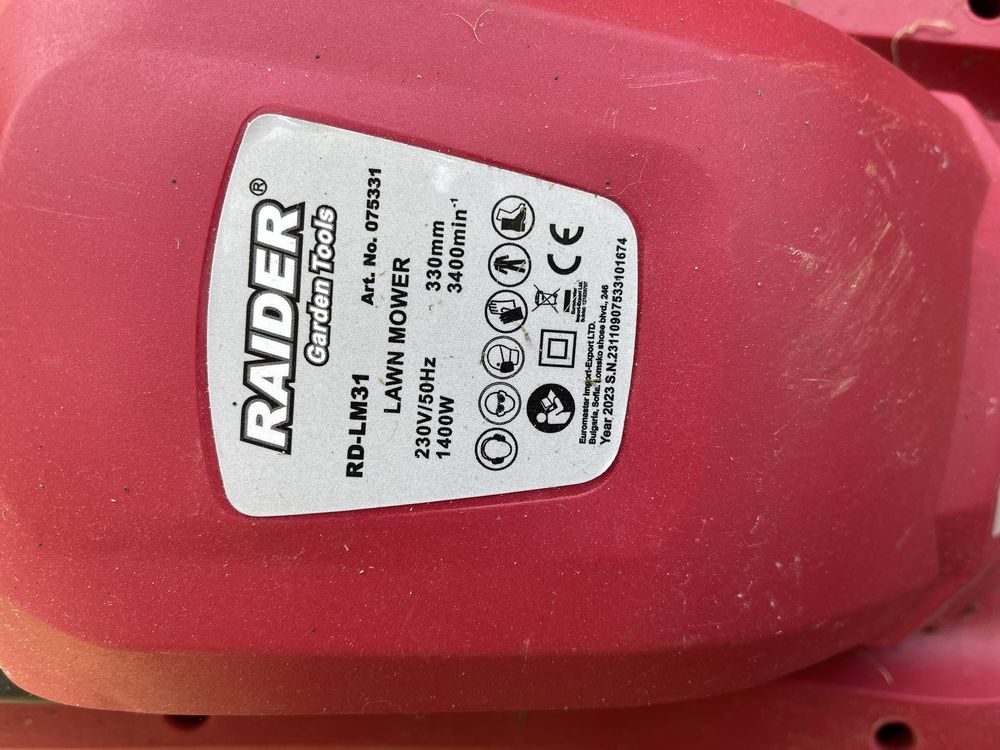 RAIDER®
Garden Tools
RD-LM31 Art. No. 075331
LAWN MOWER
230V/50Hz 330mm
1400W 3400min⁻¹
CE
Euromaster Import-Export LTD.
Bulgaria, Sofia, Lomsko shose blvd., 246
Year 2023 S.N.23110907533101674